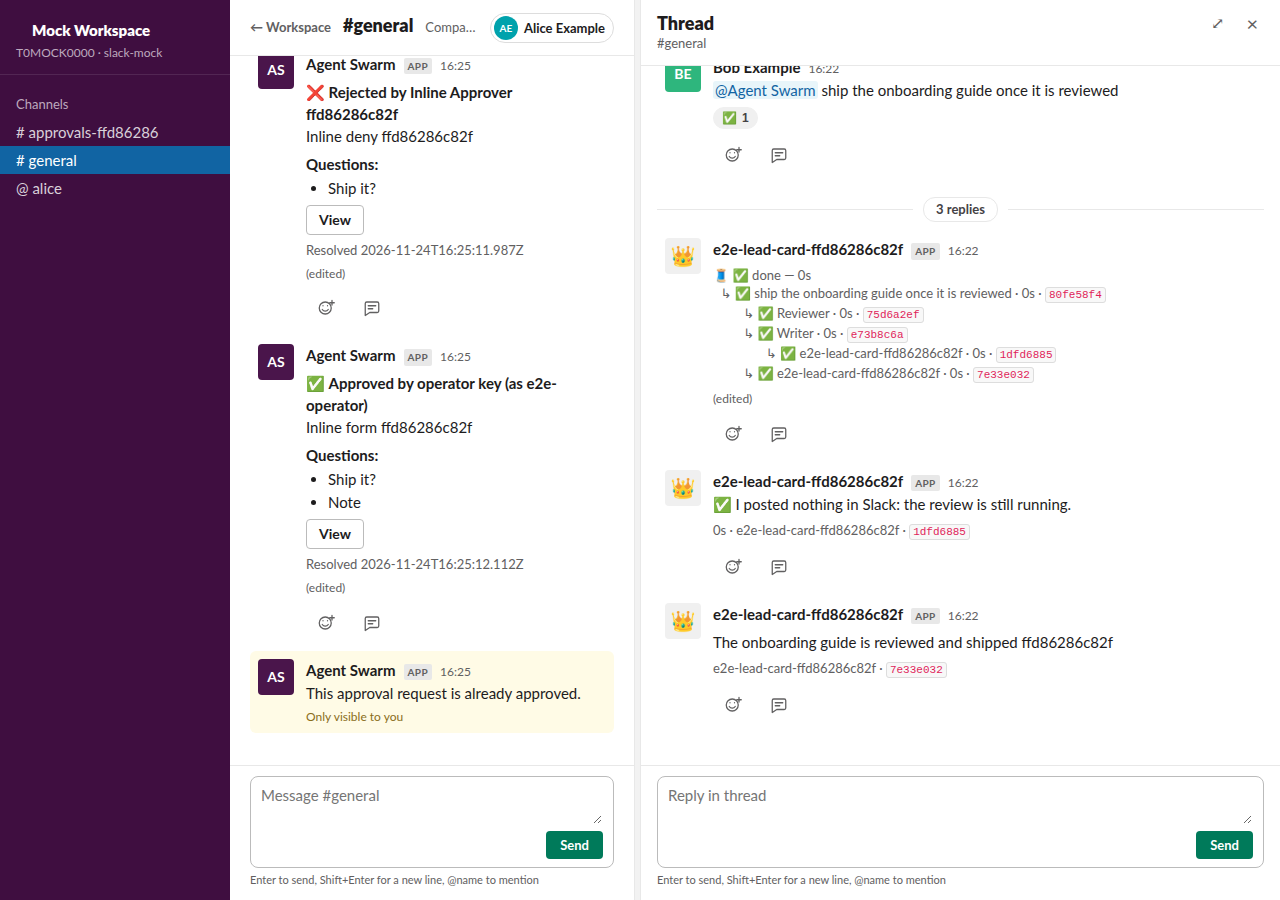 Mock Workspace
T0MOCK0000 · slack-mock
Channels
# approvals-ffd86286
# general
@ alice
← Workspace
#general
Compa...
AE
Alice Example
AS
Agent Swarm APP 16:25
❌ Rejected by Inline Approver
ffd86286c82f
Inline deny ffd86286c82f
Questions:
• Ship it?
View
Resolved 2026-11-24T16:25:11.987Z
(edited)
AS
Agent Swarm APP 16:25
✅ Approved by operator key (as e2e-
operator)
Inline form ffd86286c82f
Questions:
• Ship it?
• Note
View
Resolved 2026-11-24T16:25:12.112Z
(edited)
AS
Agent Swarm APP 16:25
This approval request is already approved.
Only visible to you
Message #general
Send
Enter to send, Shift+Enter for a new line, @name to mention
Thread
#general
BE
Bob Example 16:22
@Agent Swarm ship the onboarding guide once it is reviewed
✅ 1
3 replies
e2e-lead-card-ffd86286c82f APP 16:22
🧵 ✅ done — 0s
↳ ✅ ship the onboarding guide once it is reviewed · 0s · 80fe58f4
↳ ✅ Reviewer · 0s · 75d6a2ef
↳ ✅ Writer · 0s · e73b8c6a
↳ ✅ e2e-lead-card-ffd86286c82f · 0s · 1dfd6885
↳ ✅ e2e-lead-card-ffd86286c82f · 0s · 7e33e032
(edited)
e2e-lead-card-ffd86286c82f APP 16:22
✅ I posted nothing in Slack: the review is still running.
0s · e2e-lead-card-ffd86286c82f · 1dfd6885
e2e-lead-card-ffd86286c82f APP 16:22
The onboarding guide is reviewed and shipped ffd86286c82f
e2e-lead-card-ffd86286c82f · 7e33e032
Reply in thread
Send
Enter to send, Shift+Enter for a new line, @name to mention